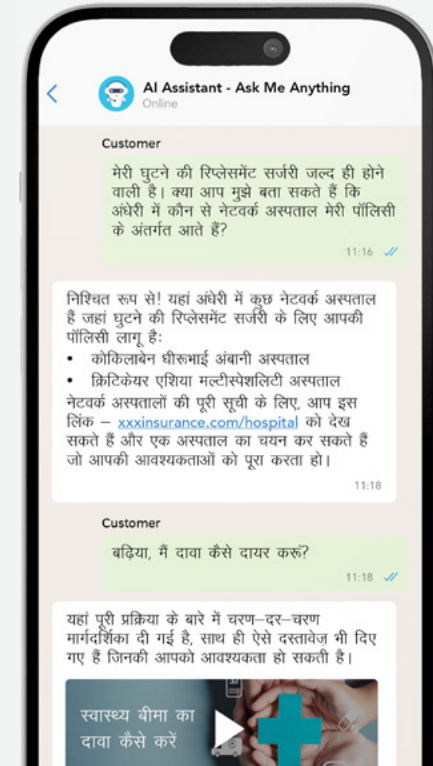 AI Assistant - Ask Me Anything
Online
Customer
मेरी घुटने की रिप्लेसमेंट सर्जरी जल्द ही होने
वाली है। क्या आप मुझे बता सकते हैं कि
अंधेरी में कौन से नेटवर्क अस्पताल मेरी पॉलिसी
के अंतर्गत आते हैं?
11:16
निश्चित रूप से! यहां अंधेरी में कुछ नेटवर्क अस्पताल
हैं जहां घुटने की रिप्लेसमेंट सर्जरी के लिए आपकी
पॉलिसी लागू है:
• कोकिलाबेन धीरूभाई अंबानी अस्पताल
• क्रिटिकेयर एशिया मल्टीस्पेशलिटी अस्पताल
नेटवर्क अस्पतालों की पूरी सूची के लिए, आप इस
लिंक – xxxinsurance.com/hospital को देख
सकते हैं और एक अस्पताल का चयन कर सकते हैं
जो आपकी आवश्यकताओं को पूरा करता हो।
11:18
Customer
बढ़िया, मैं दावा कैसे दायर करूं?
11:18
यहां पूरी प्रक्रिया के बारे में चरण–दर–चरण
मार्गदर्शिका दी गई है, साथ ही ऐसे दस्तावेज़ भी दिए
गए हैं जिनकी आपको आवश्यकता हो सकती है।
स्वास्थ्य बीमा का
दावा कैसे करें